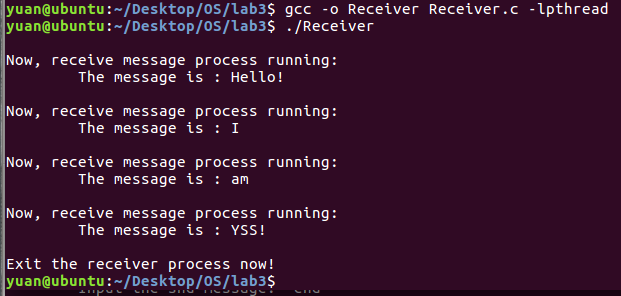 yuan@ubuntu:~/Desktop/OS/lab3$ gcc -o Receiver Receiver.c -lpthread
yuan@ubuntu:~/Desktop/OS/lab3$ ./Receiver
Now, receive message process running:
The message is : Hello!
Now, receive message process running:
The message is : I
Now, receive message process running:
The message is : am
Now, receive message process running:
The message is : YSS!
Exit the receiver process now!
yuan@ubuntu:~/Desktop/OS/lab3$